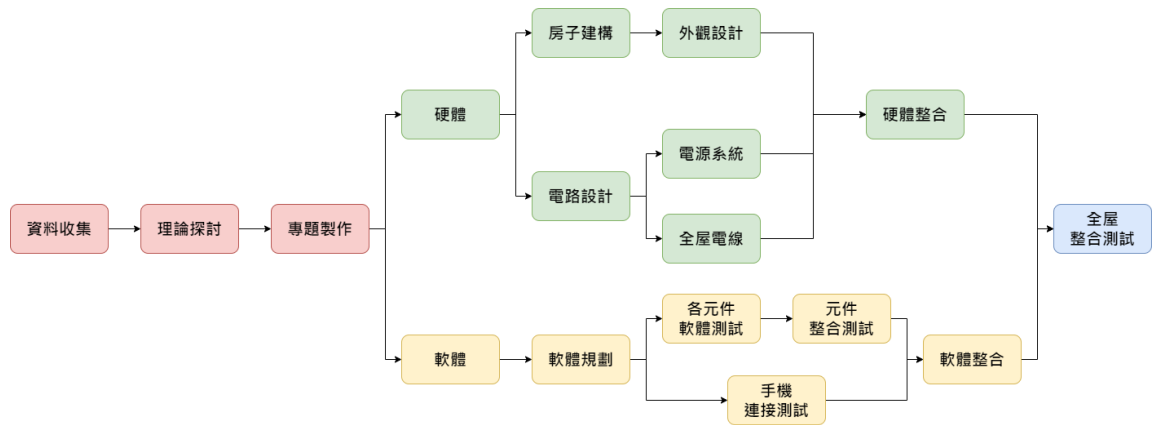 資料收集
理論探討
專題製作
硬體
房子建構
外觀設計
電路設計
電源系統
全屋電線
硬體整合
軟體
軟體規劃
各元件
軟體測試
元件
整合測試
手機
連接測試
軟體整合
全屋
整合測試